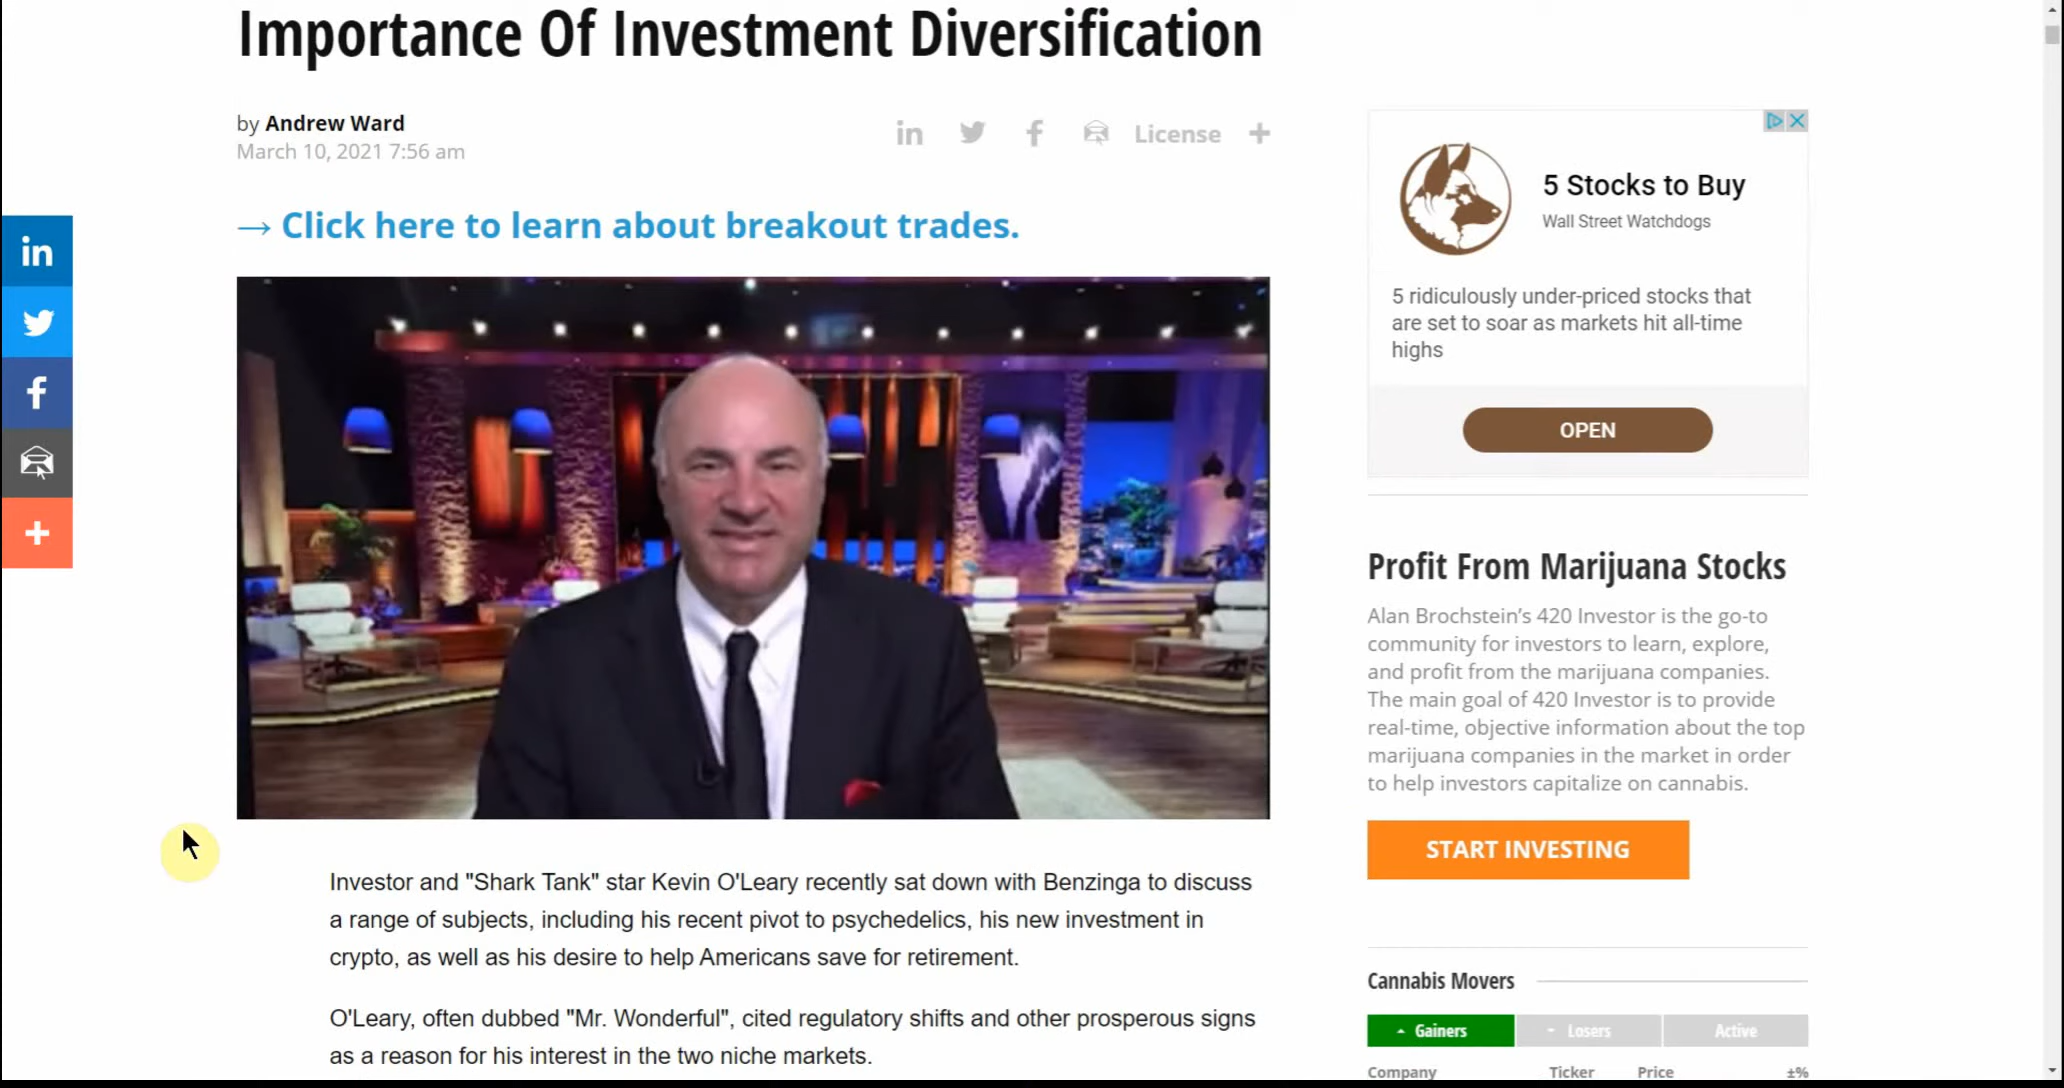 Importance Of Investment Diversification
by Andrew Ward
March 10, 2021 7:56 am
License +
→ Click here to learn about breakout trades.
Investor and "Shark Tank" star Kevin O'Leary recently sat down with Benzinga to discuss
a range of subjects, including his recent pivot to psychedelics, his new investment in
crypto, as well as his desire to help Americans save for retirement.
O'Leary, often dubbed "Mr. Wonderful", cited regulatory shifts and other prosperous signs
as a reason for his interest in the two niche markets.
5 Stocks to Buy
Wall Street Watchdogs
5 ridiculously under-priced stocks that
are set to soar as markets hit all-time
highs
OPEN
Profit From Marijuana Stocks
Alan Brochstein's 420 Investor is the go-to
community for investors to learn, explore,
and profit from the marijuana companies.
The main goal of 420 Investor is to provide
real-time, objective information about the top
marijuana companies in the market in order
to help investors capitalize on cannabis.
START INVESTING
Cannabis Movers
Gainers Losers Active
Company Ticker Price ±%